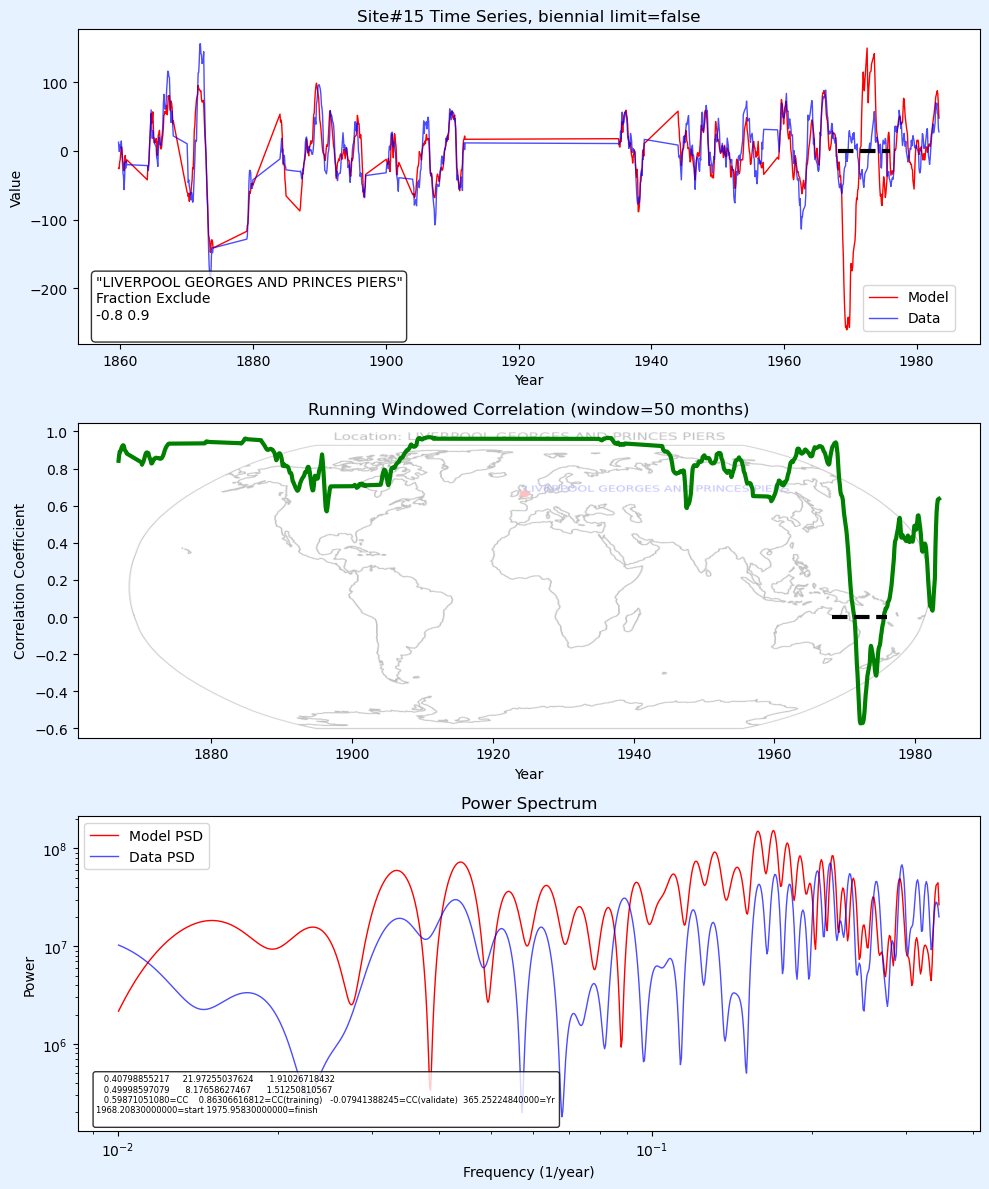 Site#15 Time Series, biennial limit=false
100
0
−100
−200
Value
"LIVERPOOL GEORGES AND PRINCES PIERS"
Fraction Exclude
-0.8 0.9
Model
Data
1860 1880 1900 1920 1940 1960 1980
Year
Running Windowed Correlation (window=50 months)
Location: LIVERPOOL GEORGES AND PRINCES PIERS
LIVERPOOL GEORGES AND PRINCES PIERS
1.0
0.8
0.6
0.4
0.2
0.0
−0.2
−0.4
−0.6
Correlation Coefficient
1880 1900 1920 1940 1960 1980
Year
Power Spectrum
Model PSD
Data PSD
10^8
10^7
10^6
Power
0.40798855217 21.97255037624 1.91026718432
0.49998597079 8.17658627467 1.51250810567
0.59871051080=CC 0.86306616812=CC(training) -0.07941388245=CC(validate) 365.25224840000=Yr
1968.20830000000=start 1975.95830000000=finish
10^−2 10^−1
Frequency (1/year)